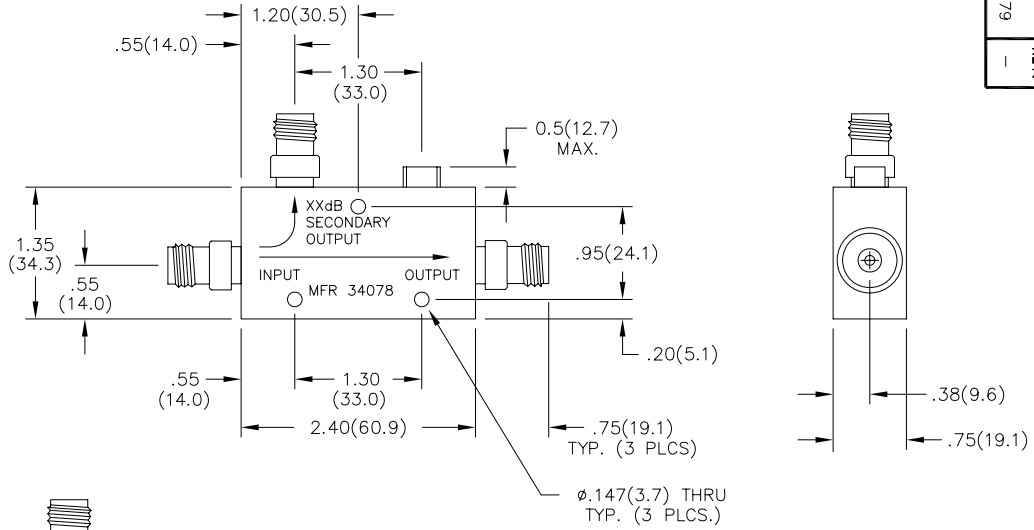 1.20(30.5)
.55(14.0)
1.30
(33.0)
79
–
0.5(12.7)
MAX.
XXdB
SECONDARY
OUTPUT
1.35
(34.3)
.55
(14.0)
.95(24.1)
INPUT
OUTPUT
MFR 34078
.20(5.1)
.55
(14.0)
1.30
(33.0)
.38(9.6)
2.40(60.9)
.75(19.1)
TYP. (3 PLCS)
.75(19.1)
ø.147(3.7) THRU
TYP. (3 PLCS.)